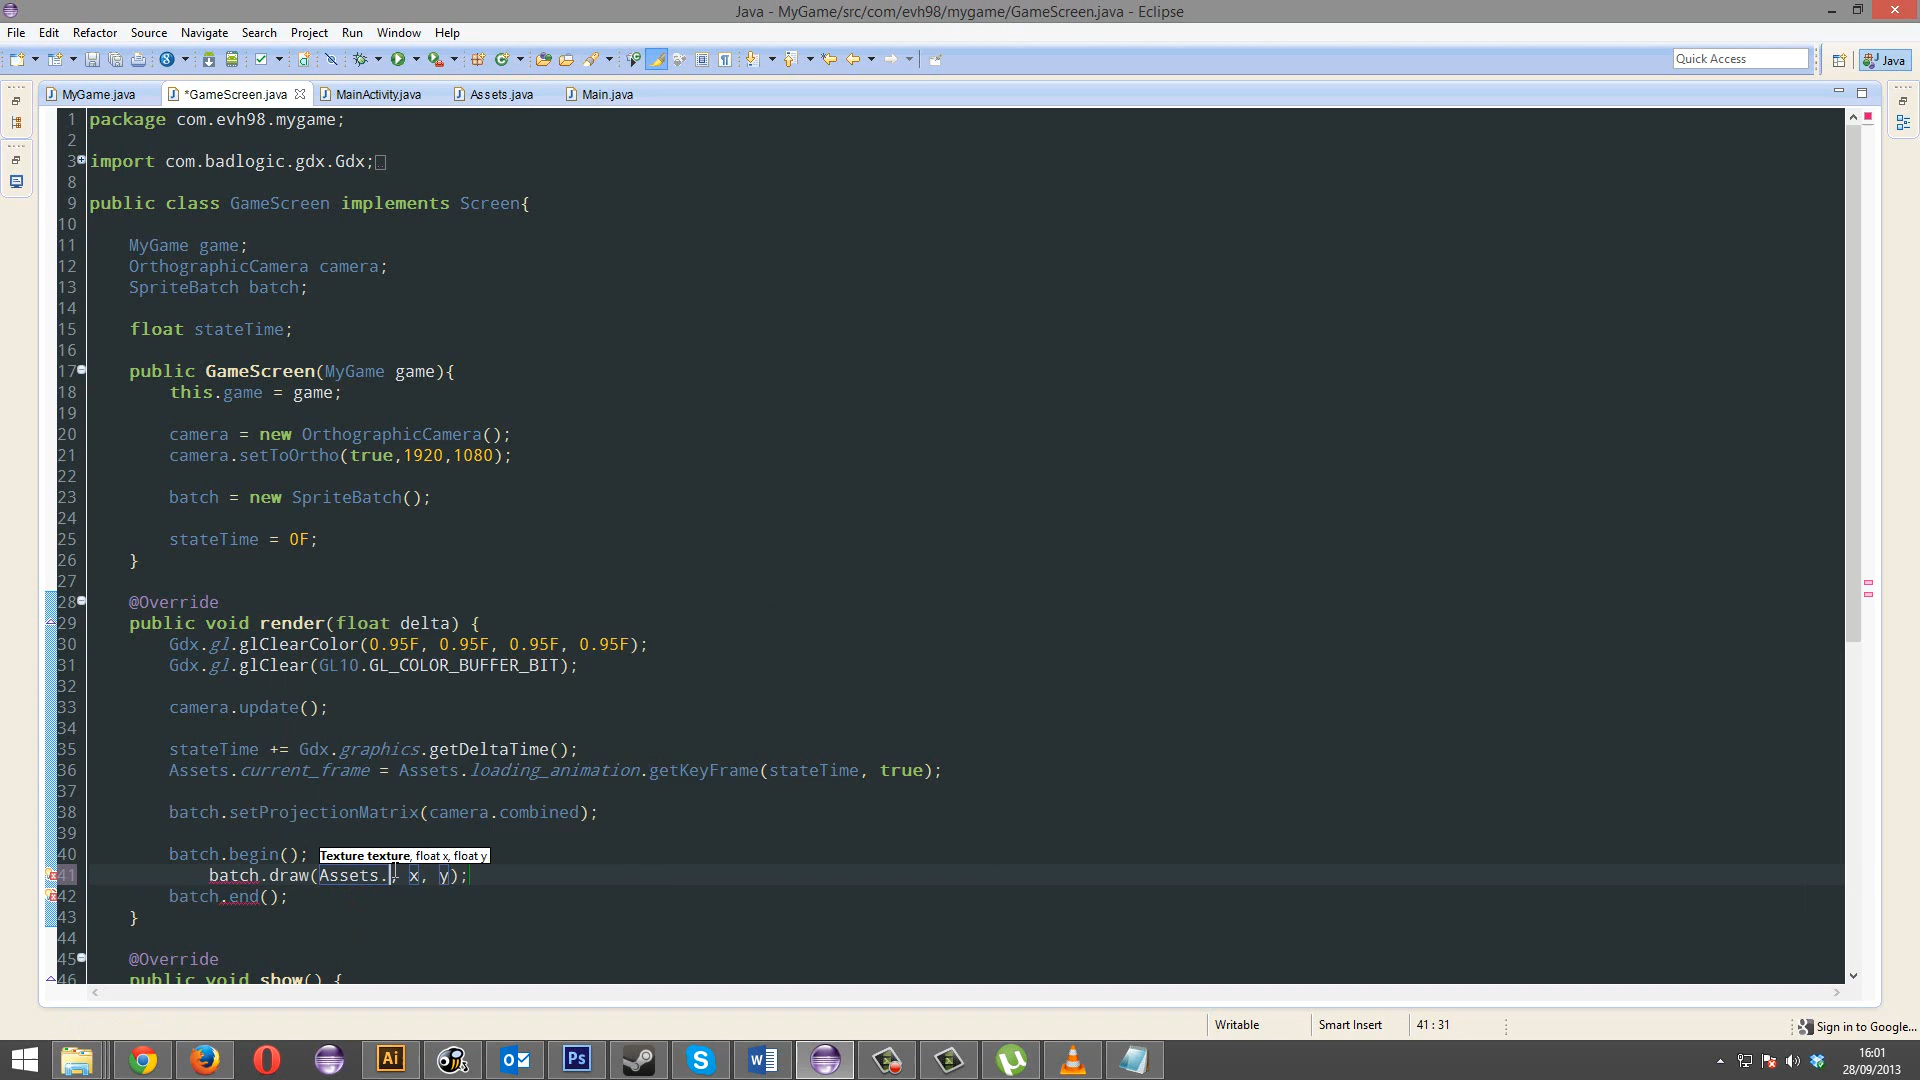 Java - MyGame/src/com/evh98/mygame/GameScreen.java - Eclipse
File Edit Refactor Source Navigate Search Project Run Window Help
Quick Access
Java
MyGame.java
*GameScreen.java
MainActivity.java
Assets.java
Main.java
1 package com.evh98.mygame;
2
3 import com.badlogic.gdx.Gdx;
8
9 public class GameScreen implements Screen{
10
11 MyGame game;
12 OrthographicCamera camera;
13 SpriteBatch batch;
14
15 float stateTime;
16
17 public GameScreen(MyGame game){
18 this.game = game;
19
20 camera = new OrthographicCamera();
21 camera.setToOrtho(true,1920,1080);
22
23 batch = new SpriteBatch();
24
25 stateTime = 0F;
26 }
27
28 @Override
29 public void render(float delta) {
30 Gdx.gl.glClearColor(0.95F, 0.95F, 0.95F, 0.95F);
31 Gdx.gl.glClear(GL10.GL_COLOR_BUFFER_BIT);
32
33 camera.update();
34
35 stateTime += Gdx.graphics.getDeltaTime();
36 Assets.current_frame = Assets.loading_animation.getKeyFrame(stateTime, true);
37
38 batch.setProjectionMatrix(camera.combined);
39
40 batch.begin();
Texture texture, float x, float y
41 batch.draw(Assets., x, y);
42 batch.end();
43 }
44
45 @Override
46 public void show() {
Writable
Smart Insert
41 : 31
Sign in to Google...
16:01
28/09/2013